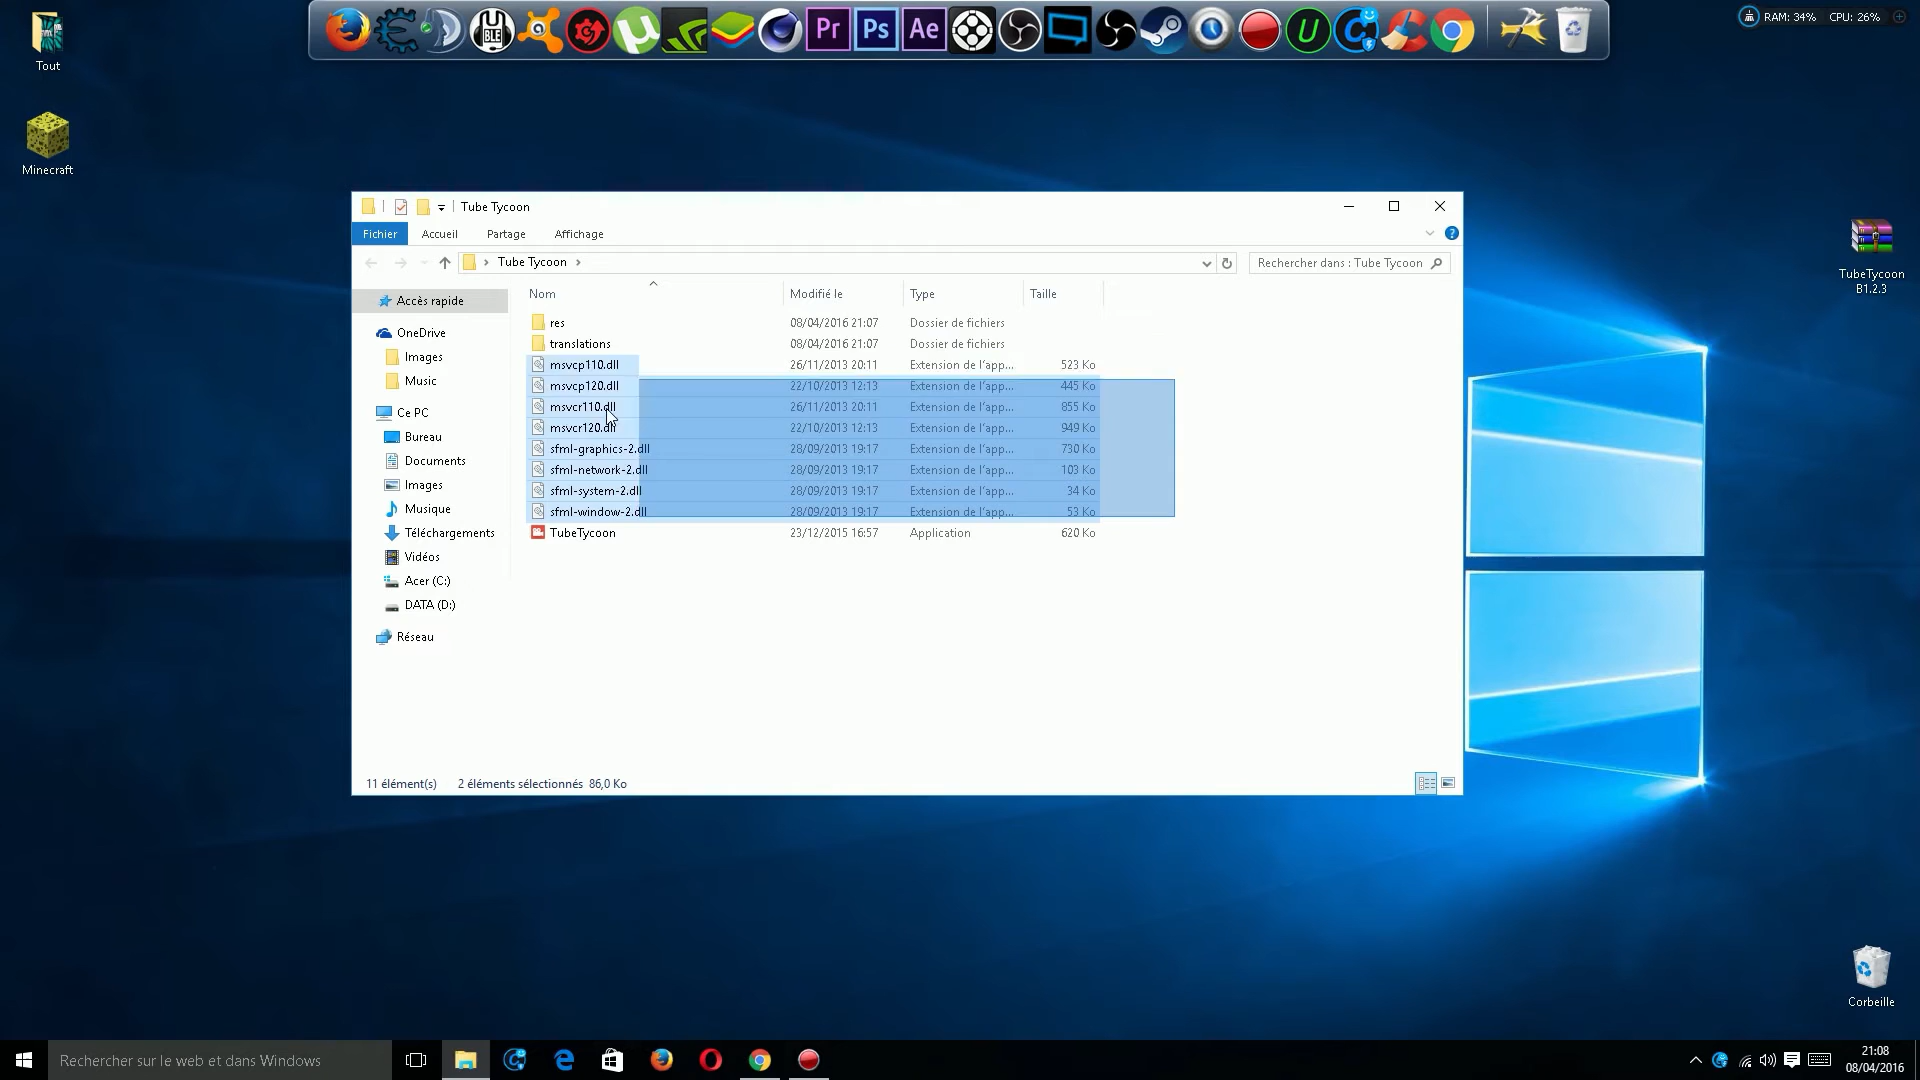 Tout
Minecraft
BLE
Pr
Ps
Ae
U
RAM: 34% CPU: 26%
TubeTycoon
B1.2.3
Corbeille
Tube Tycoon
Fichier Accueil Partage Affichage
Tube Tycoon
Rechercher dans : Tube Tycoon
Nom Modifié le Type Taille
res 08/04/2016 21:07 Dossier de fichiers
translations 08/04/2016 21:07 Dossier de fichiers
msvcp110.dll 26/11/2013 20:11 Extension de l'app... 523 Ko
msvcp120.dll 22/10/2013 12:13 Extension de l'app... 445 Ko
msvcr110.dll 26/11/2013 20:11 Extension de l'app... 855 Ko
msvcr120.dll 22/10/2013 12:13 Extension de l'app... 949 Ko
sfml-graphics-2.dll 28/09/2013 19:17 Extension de l'app... 730 Ko
sfml-network-2.dll 28/09/2013 19:17 Extension de l'app... 103 Ko
sfml-system-2.dll 28/09/2013 19:17 Extension de l'app... 34 Ko
sfml-window-2.dll 28/09/2013 19:17 Extension de l'app... 53 Ko
TubeTycoon 23/12/2015 16:57 Application 620 Ko
Accès rapide
OneDrive
Images
Music
Ce PC
Bureau
Documents
Images
Musique
Téléchargements
Vidéos
Acer (C:)
DATA (D:)
Réseau
11 élément(s) 2 éléments sélectionnés 86,0 Ko
Rechercher sur le web et dans Windows
21:08
08/04/2016